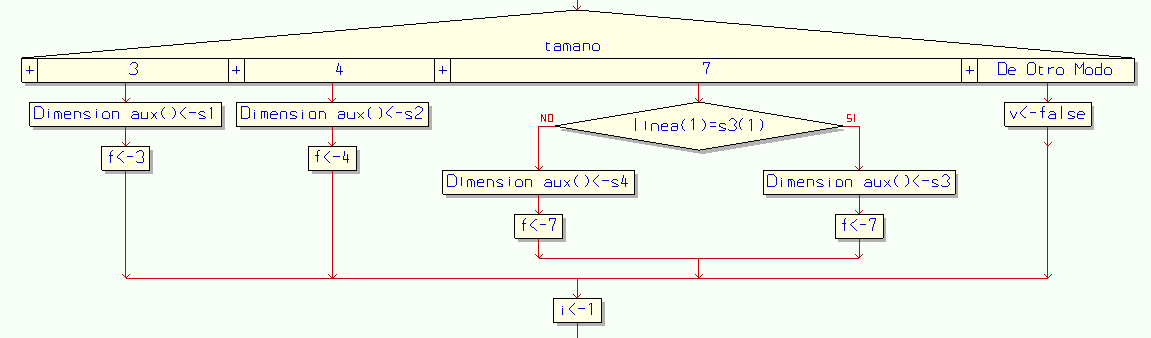 tamano
+ 3 + 4 + 7 + De Otro Modo
Dimension aux()<-s1
Dimension aux()<-s2
NO
linea(1)=s3(1)
SI
v<-false
f<-3
f<-4
Dimension aux()<-s4
Dimension aux()<-s3
f<-7
f<-7
i<-1